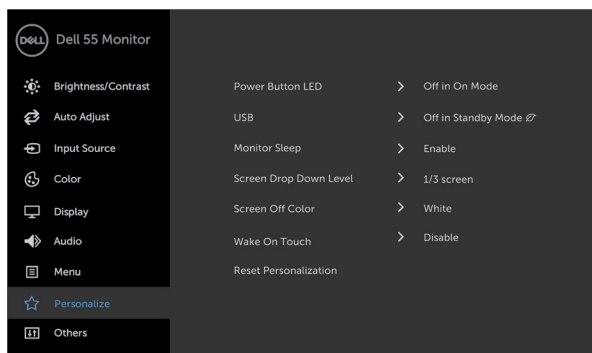 DELL
Dell 55 Monitor
Brightness/Contrast
Auto Adjust
Input Source
Color
Display
Audio
Menu
Personalize
Others
Power Button LED > Off in On Mode
USB > Off in Standby Mode
Monitor Sleep > Enable
Screen Drop Down Level > 1/3 screen
Screen Off Color > White
Wake On Touch > Disable
Reset Personalization